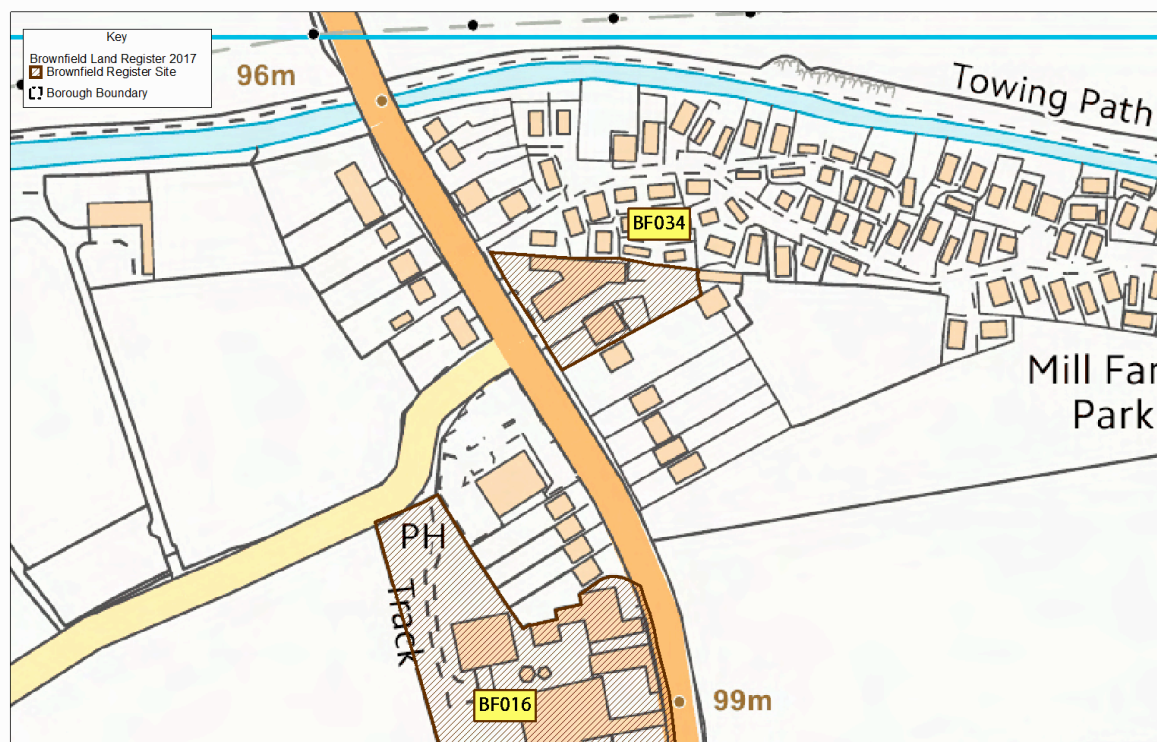 Key
Brownfield Land Register 2017
Brownfield Register Site
Borough Boundary
96m
Towing Path
BF034
Mill Far
Park
PH
Track
BF016
99m